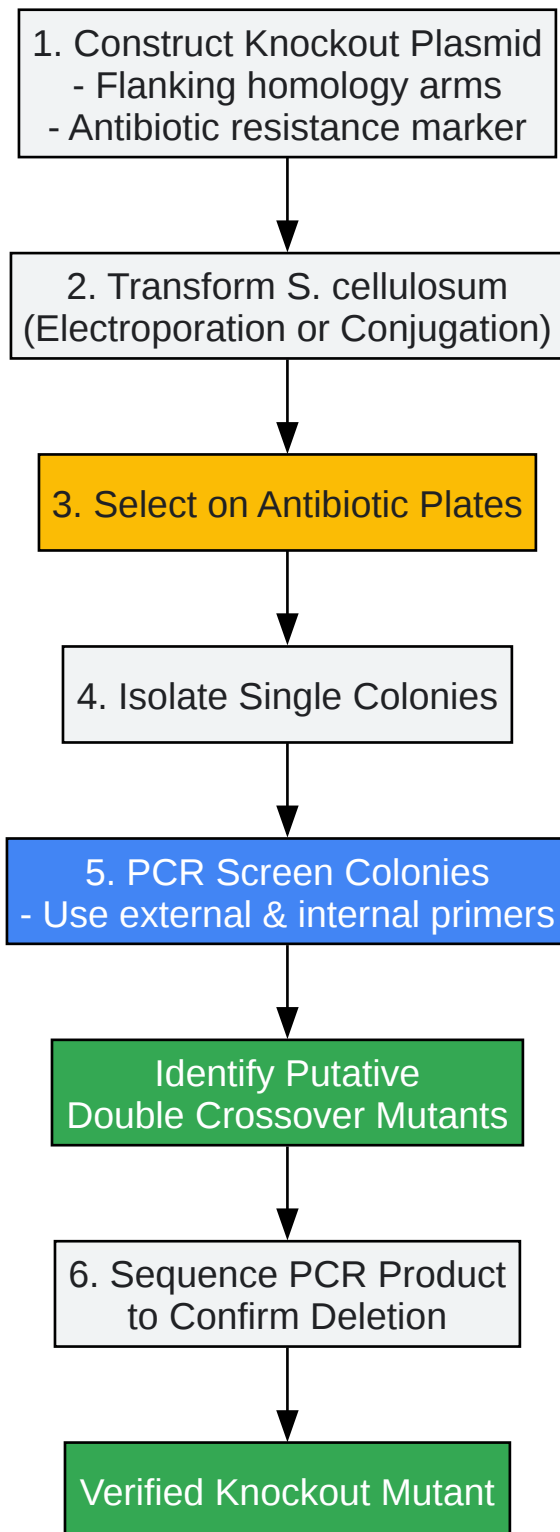 1. Construct Knockout Plasmid
- Flanking homology arms
- Antibiotic resistance marker
2. Transform S. cellulosum
(Electroporation or Conjugation)
3. Select on Antibiotic Plates
4. Isolate Single Colonies
5. PCR Screen Colonies
- Use external & internal primers
Identify Putative
Double Crossover Mutants
6. Sequence PCR Product
to Confirm Deletion
Verified Knockout Mutant